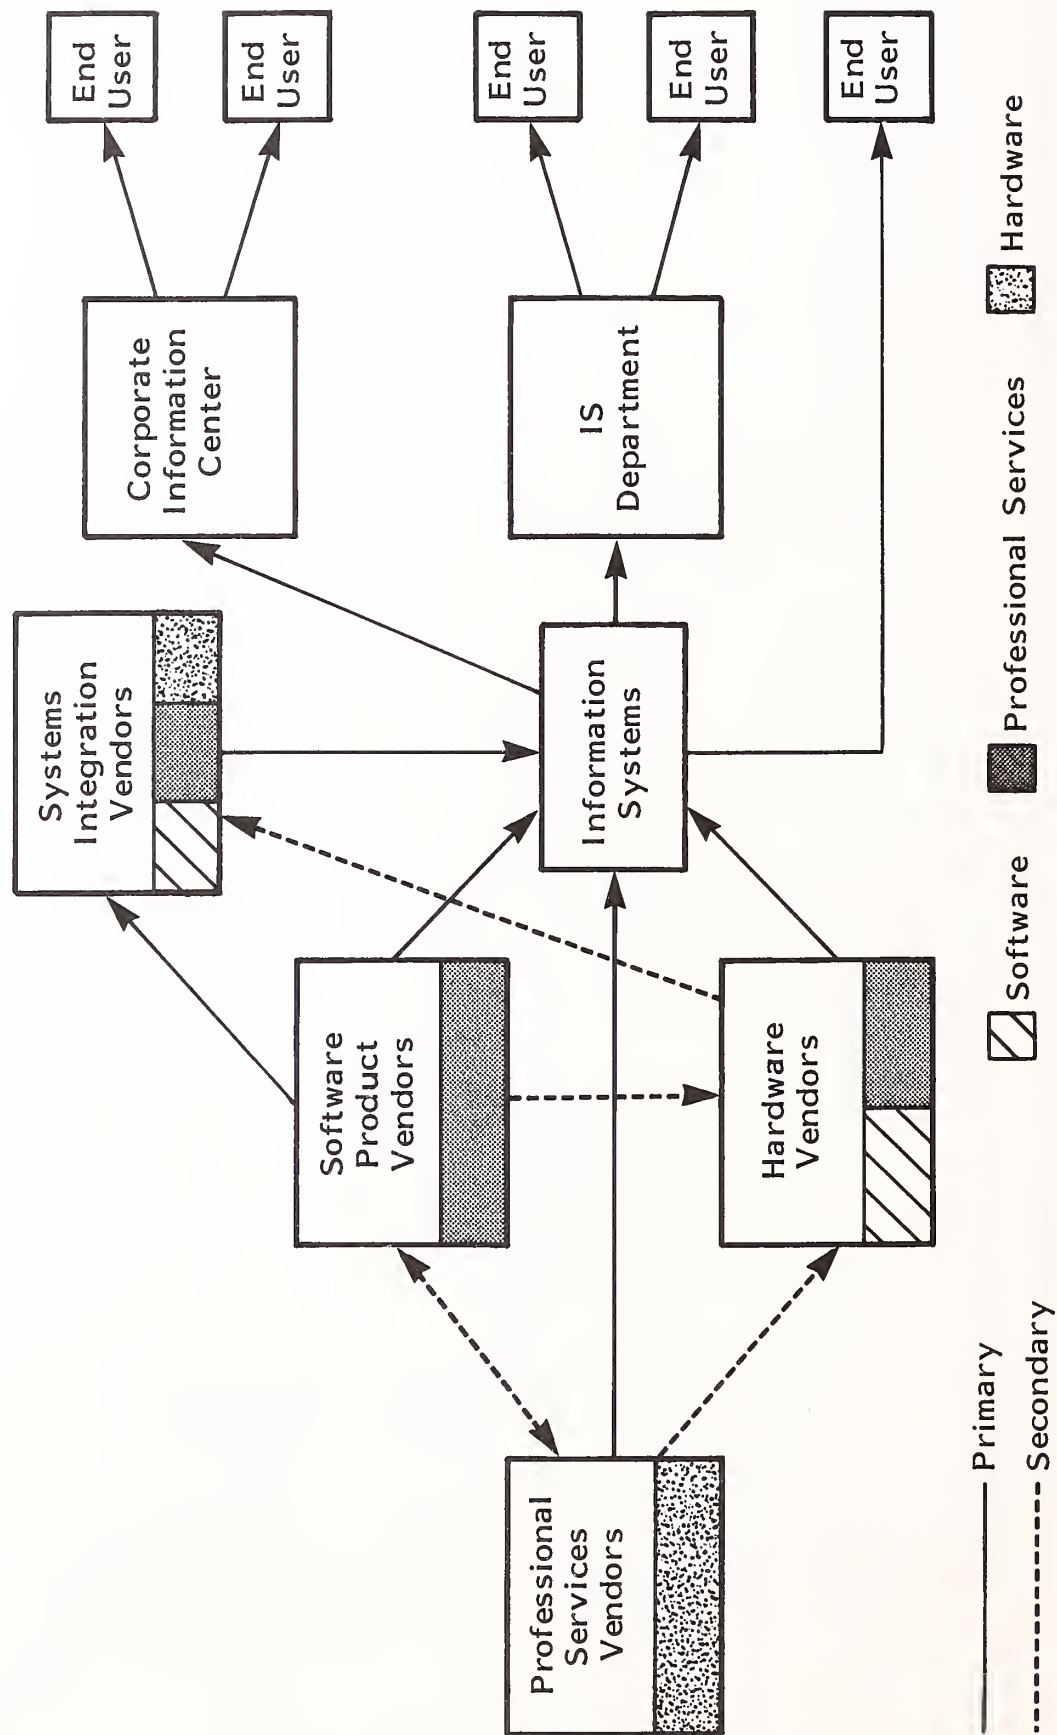 Systems
Integration
Vendors
Corporate
Information
Center
End
User
End
User
Software
Product
Vendors
Professional
Services
Vendors
Information
Systems
IS
Department
End
User
End
User
Hardware
Vendors
End
User
Primary
Secondary
Software
Professional Services
Hardware